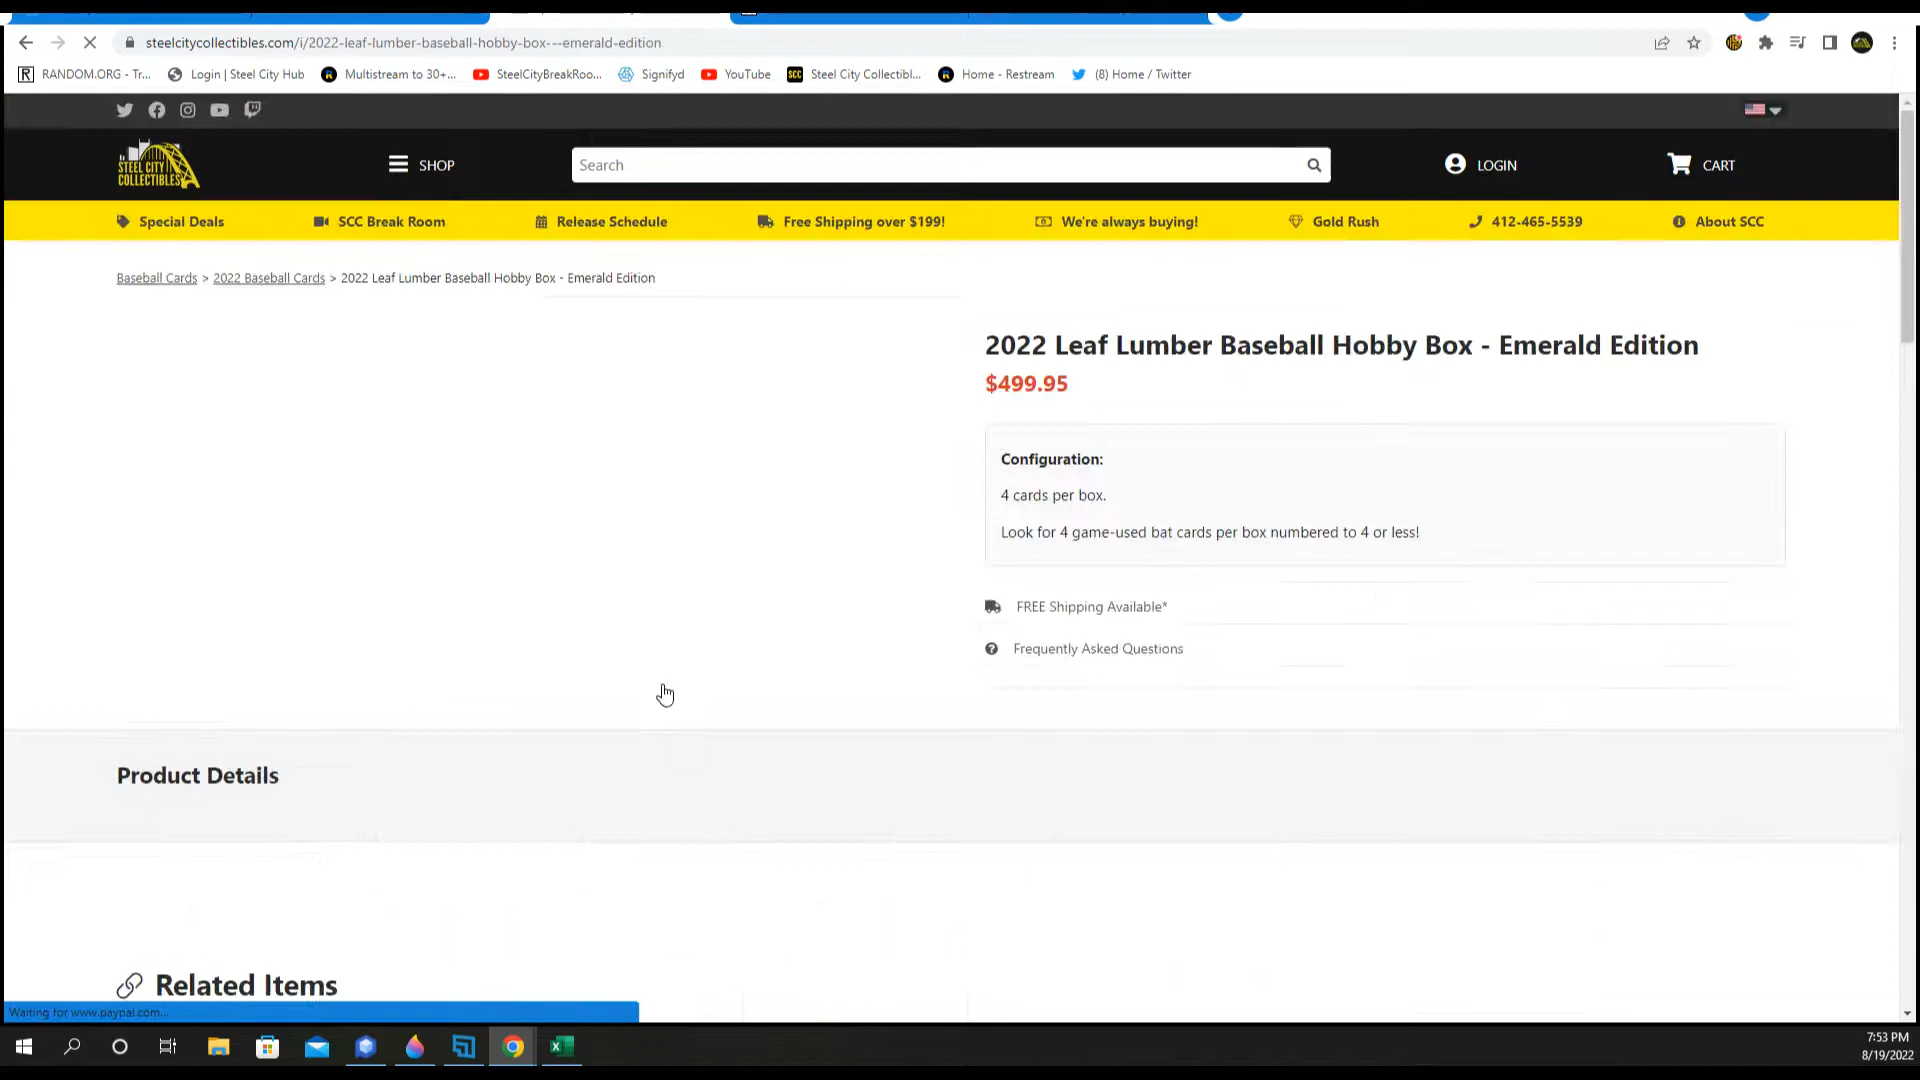 steelcitycollectibles.com/i/2022-leaf-lumber-baseball-hobby-box---emerald-edition
RANDOM.ORG - Tr... Login | Steel City Hub Multistream to 30+... SteelCityBreakRoo... Signifyd YouTube SCC Steel City Collectibl... Home - Restream (8) Home / Twitter
STEEL CITY
COLLECTIBLES
SHOP
Search
LOGIN
CART
Special Deals SCC Break Room Release Schedule Free Shipping over $199! We're always buying! Gold Rush 412-465-5539 About SCC
Baseball Cards > 2022 Baseball Cards > 2022 Leaf Lumber Baseball Hobby Box - Emerald Edition
2022 Leaf Lumber Baseball Hobby Box - Emerald Edition
$499.95
Configuration:
4 cards per box.
Look for 4 game-used bat cards per box numbered to 4 or less!
FREE Shipping Available*
Frequently Asked Questions
Product Details
Related Items
Waiting for www.paypal.com...
7:53 PM
8/19/2022